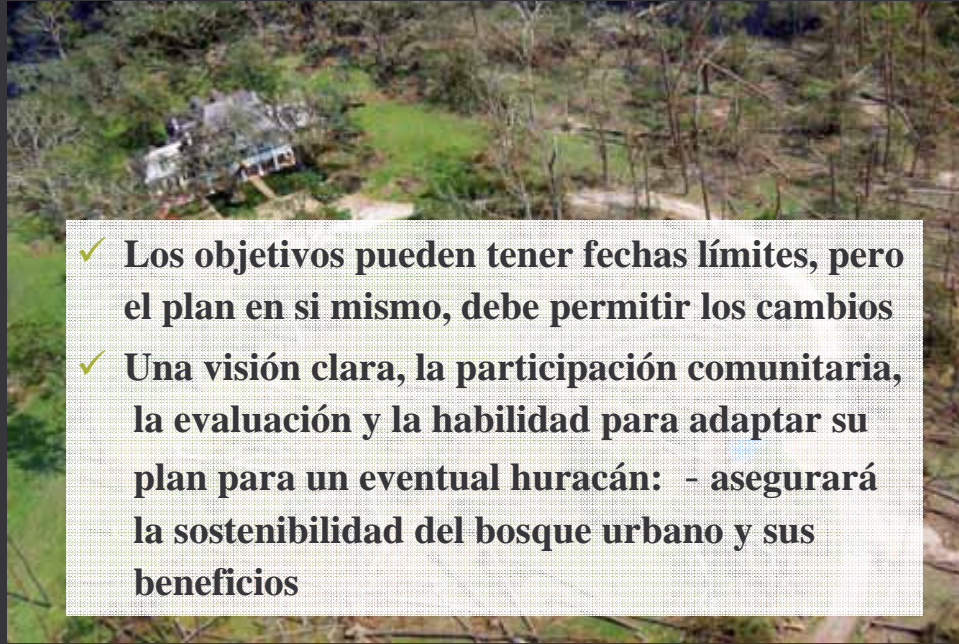 ✓ Los objetivos pueden tener fechas límites, pero
el plan en si mismo, debe permitir los cambios
✓ Una visión clara, la participación comunitaria,
la evaluación y la habilidad para adaptar su
plan para un eventual huracán: - asegurará
la sostenibilidad del bosque urbano y sus
beneficios